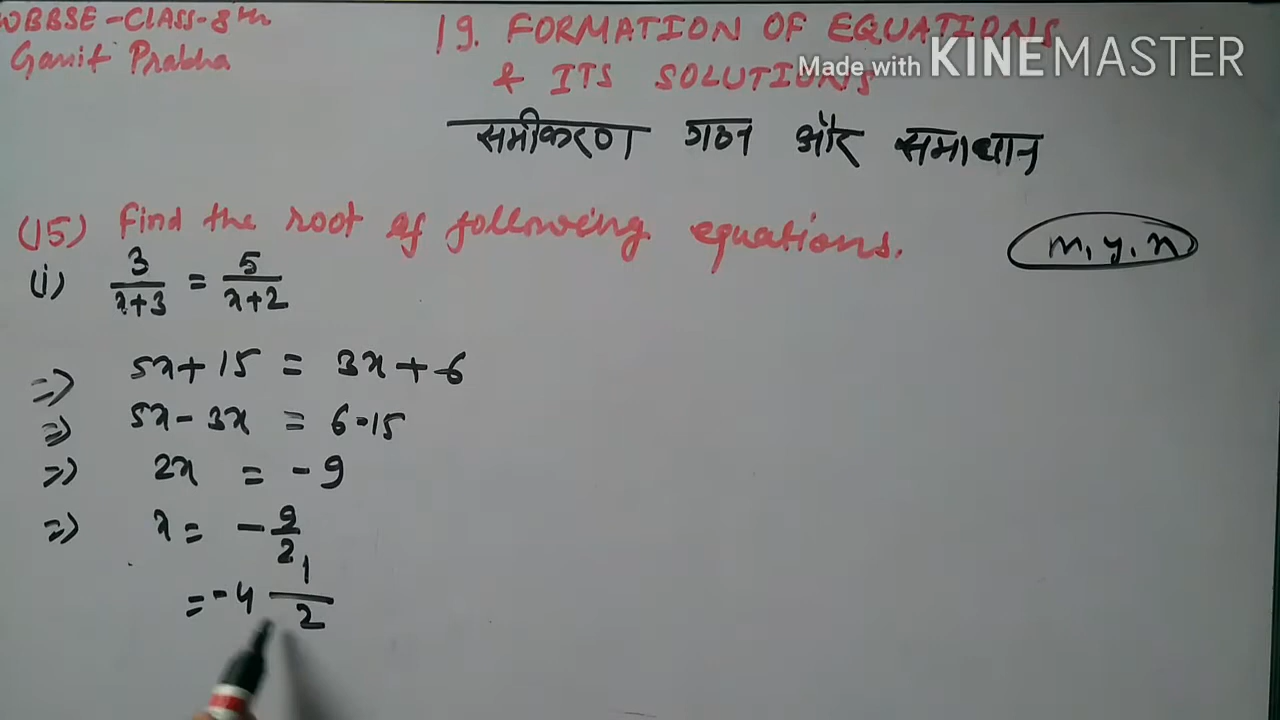 WBBSE-CLASS-8th
Ganit Prabha
19. FORMATION OF EQUATIONS
& ITS SOLUTIONS
Made with KINEMASTER
समीकरण गठन और समाधान
(15) Find the root of following equations.
m, y, x
(i) 3/x+3 = 5/x+2
=> 5x+15 = 3x+6
=> 5x-3x = 6-15
=> 2x = -9
=> x = -9/2
= -4 1/2